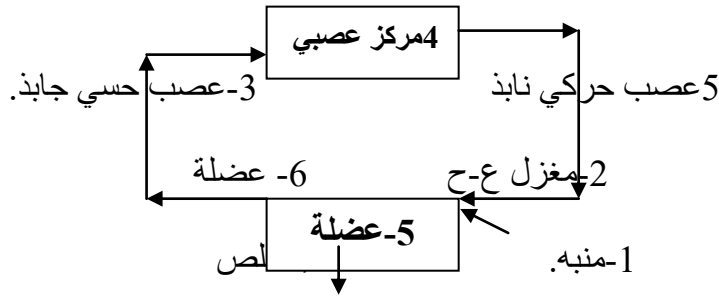 4مركز عصبي
5عصب حركي نابذ
3-عصب حسي جابذ.
2-مغزل ع-ح
6- عضلة
5-عضلة
1-منبه.